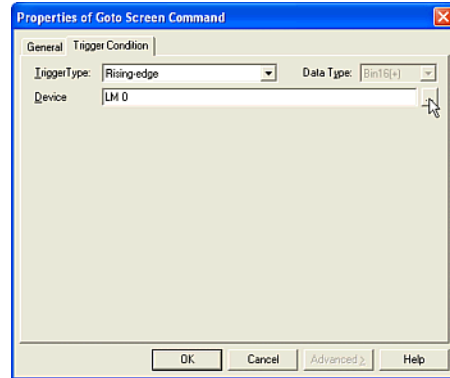 Properties of Goto Screen Command
General Trigger Condition
TriggerType: Rising-edge Data Type: Bin16(+)
Device LM 0
OK Cancel Advanced > Help